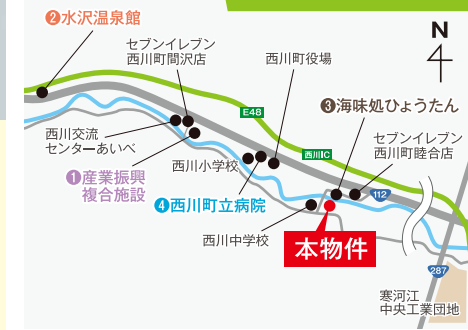 ❷水沢温泉館
セブンイレブン
西川町間沢店
西川町役場
N
E48
❸海味処ひょうたん
西川交流
センターあいべ
西川小学校
西川IC
セブンイレブン
西川町睦合店
❶産業振興
複合施設
❹西川町立病院
112
西川中学校
本物件
287
寒河江
中央工業団地